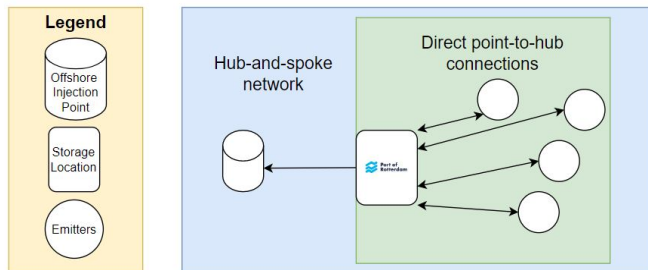 Legend
Offshore
Injection
Point
Storage
Location
Emitters
Hub-and-spoke
network
Direct point-to-hub
connections
Port of
Rotterdam